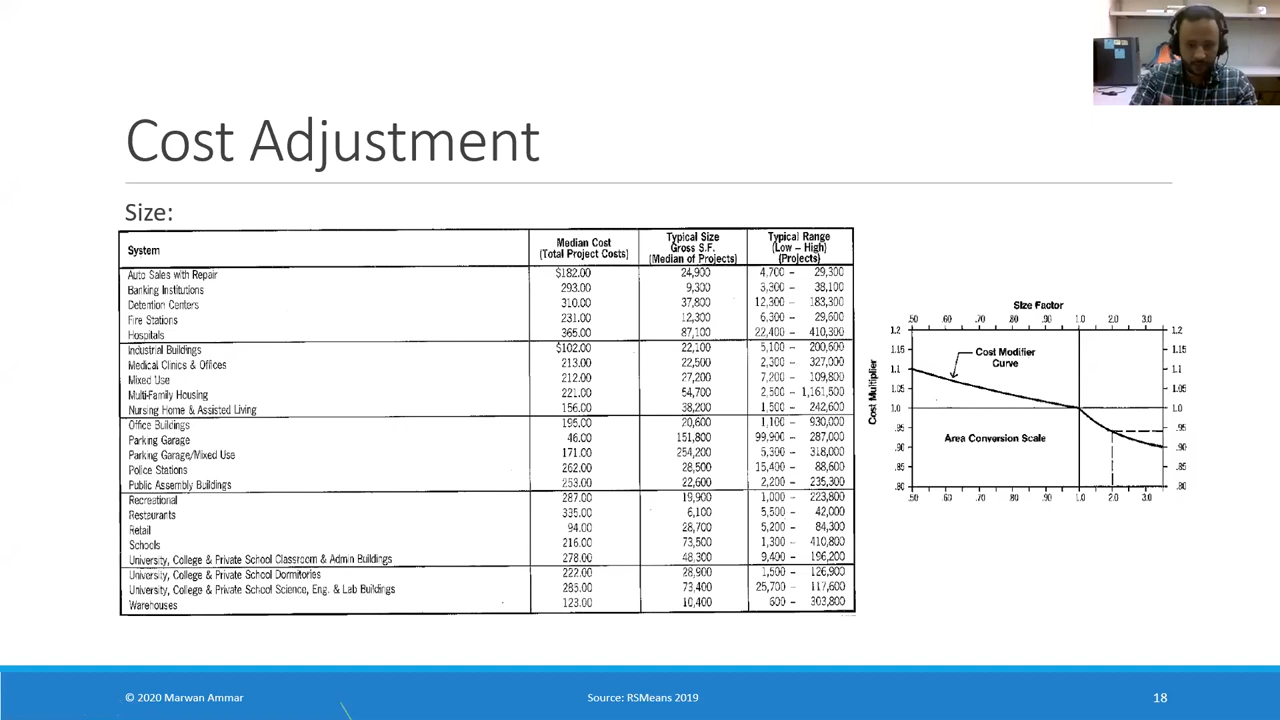 Cost Adjustment
Size:
System Median Cost (Total Project Costs) Typical Size Gross S.F. (Median of Projects) Typical Range (Low – High) (Projects)
Auto Sales with Repair $182.00 24,900 4,700 – 29,300
Banking Institutions 293.00 9,300 3,300 – 38,100
Detention Centers 310.00 37,800 12,300 – 183,300
Fire Stations 231.00 12,300 6,300 – 29,600
Hospitals 365.00 87,100 22,400 – 410,300
Industrial Buildings $102.00 22,100 5,100 – 200,600
Medical Clinics & Offices 213.00 22,500 2,300 – 327,000
Mixed Use 212.00 27,200 7,200 – 109,800
Multi-Family Housing 221.00 54,700 2,500 – 1,161,500
Nursing Home & Assisted Living 156.00 38,200 1,500 – 242,600
Office Buildings 195.00 20,600 1,100 – 930,000
Parking Garage 46.00 151,800 99,900 – 287,000
Parking Garage/Mixed Use 171.00 254,200 5,300 – 318,000
Police Stations 262.00 28,500 15,400 – 88,600
Public Assembly Buildings 253.00 22,600 2,200 – 235,300
Recreational 287.00 19,900 1,000 – 223,800
Restaurants 335.00 6,100 5,500 – 42,000
Retail 94.00 28,700 5,200 – 84,300
Schools 216.00 73,500 1,300 – 410,800
University, College & Private School Classroom & Admin Buildings 278.00 48,300 9,400 – 196,200
University, College & Private School Dormitories 222.00 28,900 1,500 – 126,900
University, College & Private School Science, Eng. & Lab Buildings 285.00 73,400 25,700 – 117,600
Warehouses 123.00 10,400 600 – 303,800
Size Factor
.50 .60 .70 .80 .90 1.0 2.0 3.0
1.2 1.2
1.15 1.15
1.1 1.1
1.05 1.05
1.0 1.0
.95 .95
.90 .90
.85 .85
.80 .80
Cost Multiplier
Cost Modifier
Curve
Area Conversion Scale
.50 .60 .70 .80 .90 1.0 2.0 3.0
© 2020 Marwan Ammar
Source: RSMeans 2019
18